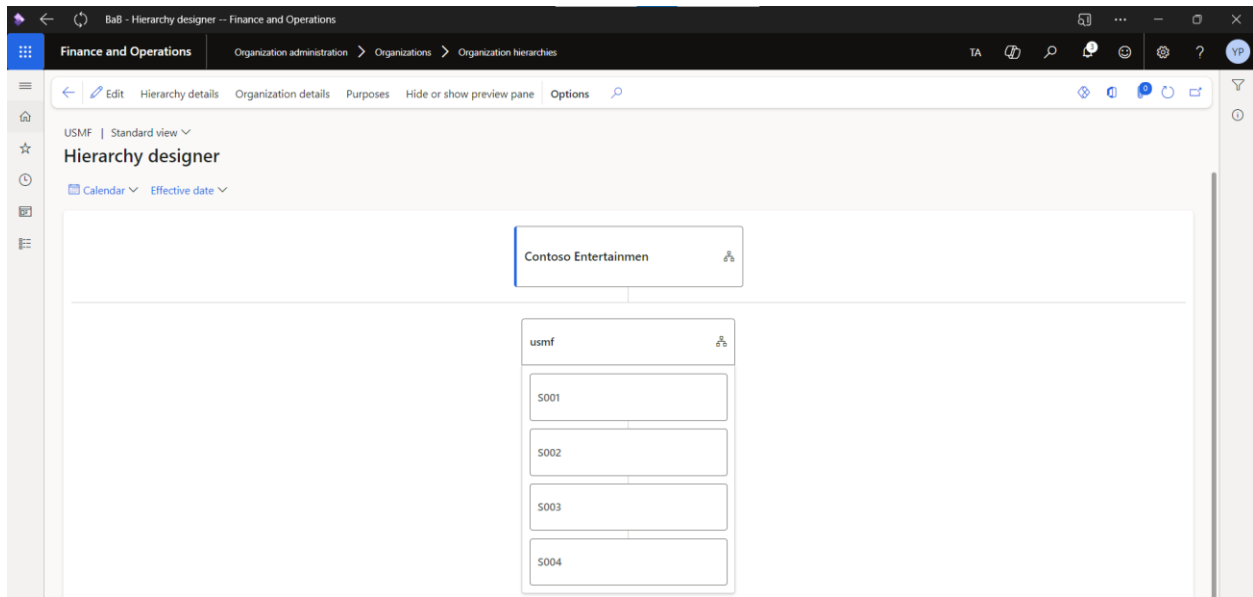 BaB - Hierarchy designer -- Finance and Operations
Finance and Operations Organization administration > Organizations > Organization hierarchies TA 3 ? YP
Edit Hierarchy details Organization details Purposes Hide or show preview pane Options 0
USMF | Standard view
Hierarchy designer
Calendar Effective date
Contoso Entertainmen
usmf
S001
S002
S003
S004